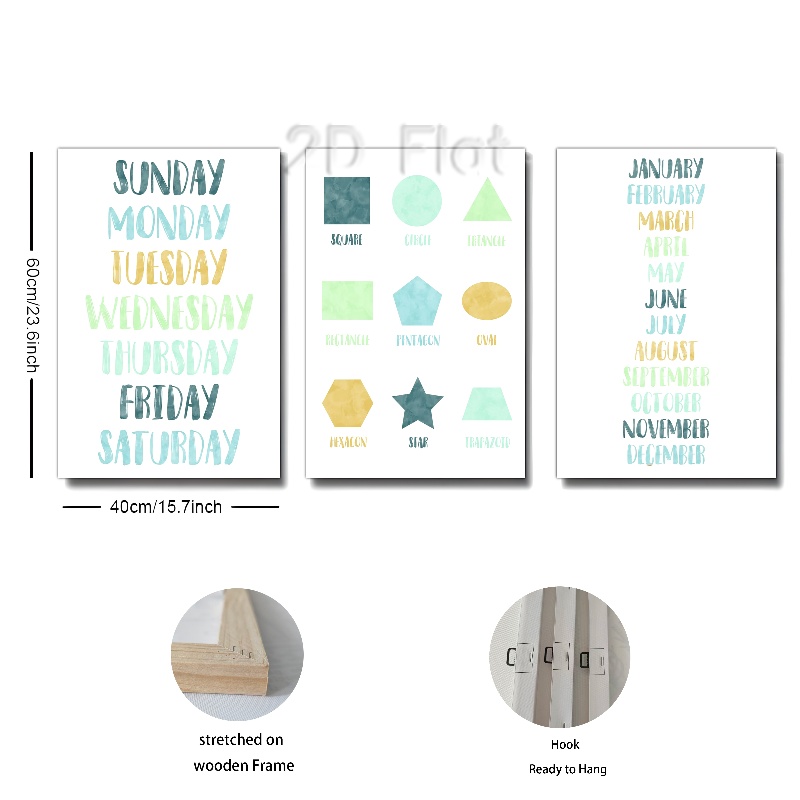 2D Flat
SUNDAY
MONDAY
TUESDAY
WEDNESDAY
THURSDAY
FRIDAY
SATURDAY
SQUARE
CIRCLE
TRIANGLE
RECTANGLE
PENTAGON
OVAL
HEXAGON
STAR
TRAPAZOID
JANUARY
FEBRUARY
MARCH
APRIL
MAY
JUNE
JULY
AUGUST
SEPTEMBER
OCTOBER
NOVEMBER
DECEMBER
60cm/23.6inch
40cm/15.7inch
stretched on
wooden Frame
Hook
Ready to Hang